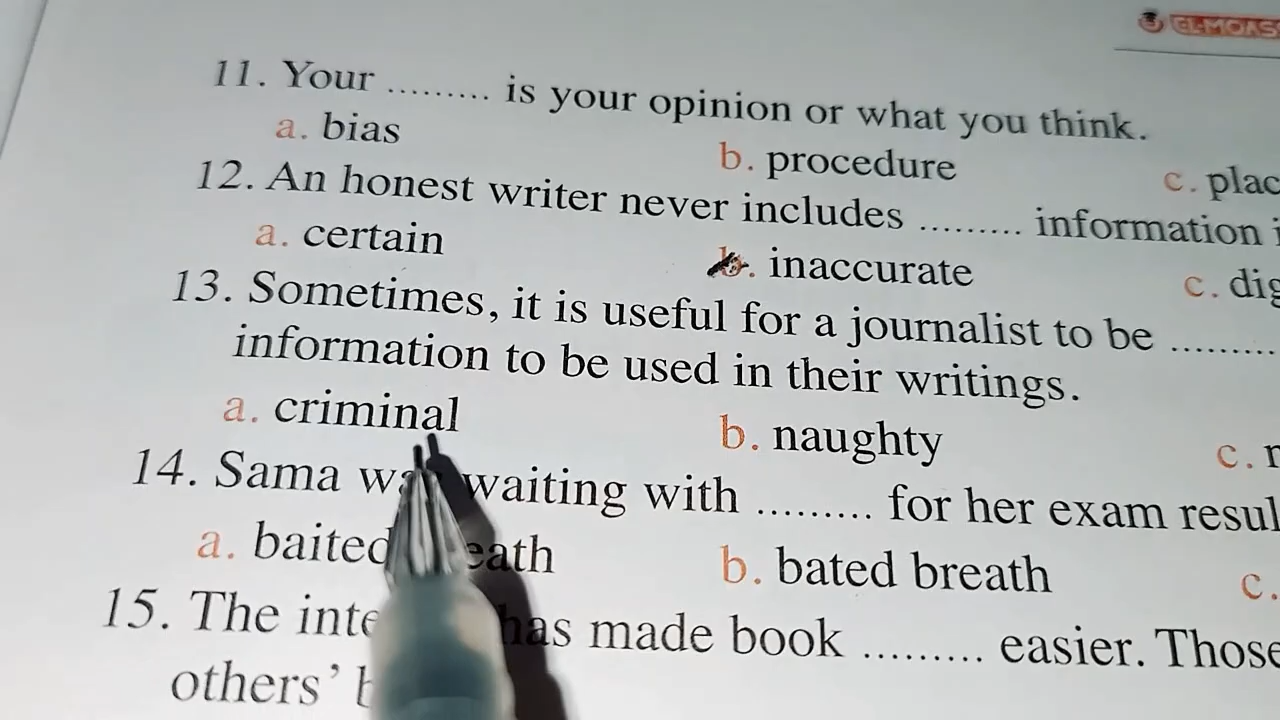 EL-MOAS
11. Your ......... is your opinion or what you think.
a. bias b. procedure c. plac
12. An honest writer never includes ......... information i
a. certain b. inaccurate c. dig
13. Sometimes, it is useful for a journalist to be .........
information to be used in their writings.
a. criminal b. naughty c.
14. Sama waiting with ......... for her exam resul
a. baited b. bated breath c.
15. The has made book ......... easier. Those
others’